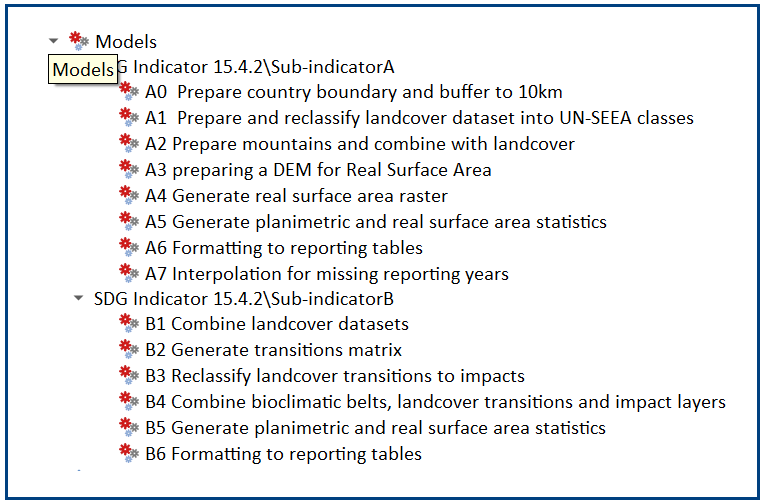 Models
Models
G Indicator 15.4.2\Sub-indicatorA
A0  Prepare country boundary and buffer to 10km
A1  Prepare and reclassify landcover dataset into UN-SEEA classes
A2 Prepare mountains and combine with landcover
A3 preparing a DEM for Real Surface Area
A4 Generate real surface area raster
A5 Generate planimetric and real surface area statistics
A6 Formatting to reporting tables
A7 Interpolation for missing reporting years
SDG Indicator 15.4.2\Sub-indicatorB
B1 Combine landcover datasets
B2 Generate transitions matrix
B3 Reclassify landcover transitions to impacts
B4 Combine bioclimatic belts, landcover transitions and impact layers
B5 Generate planimetric and real surface area statistics
B6 Formatting to reporting tables